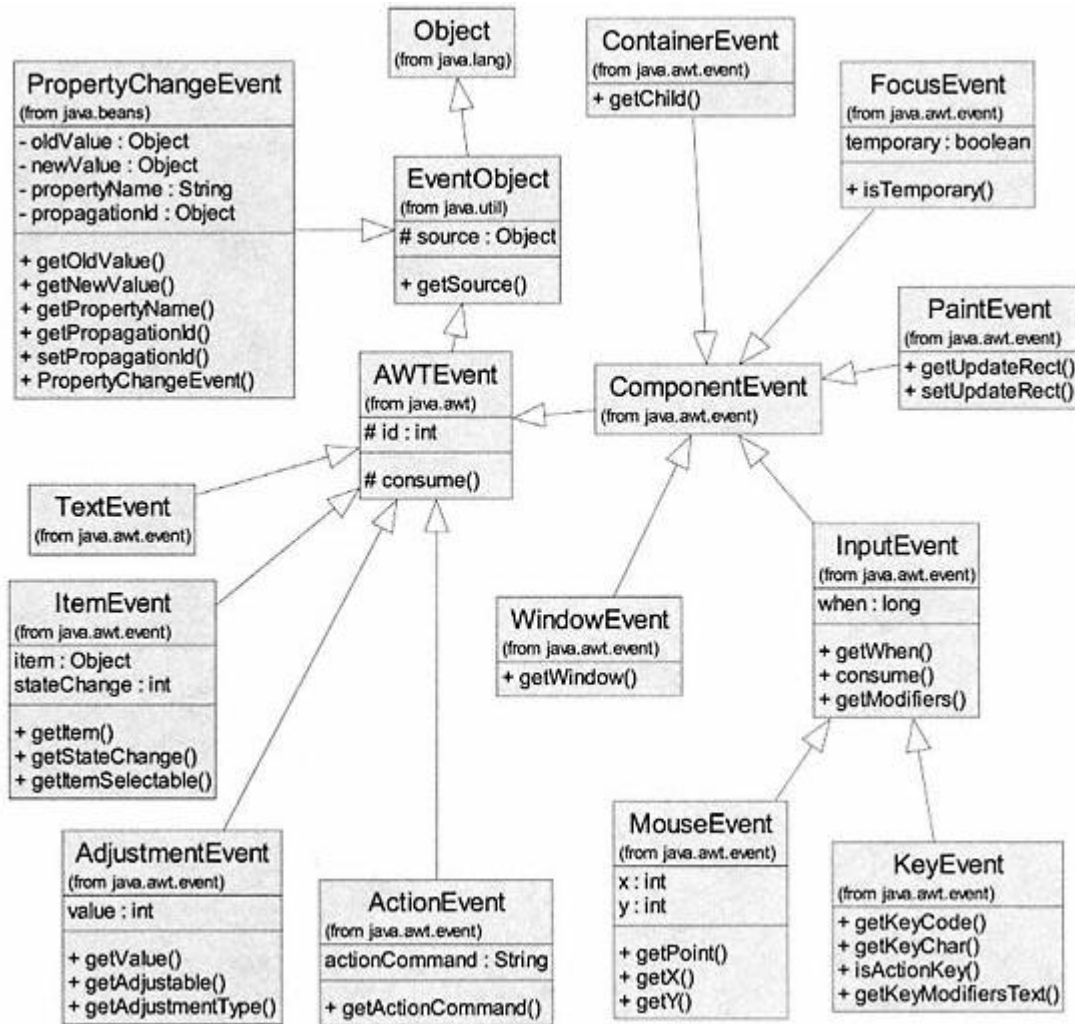 Object
(from java.lang)
ContainerEvent
(from java.awt.event)
+ getChild()
PropertyChangeEvent
(from java.beans)
- oldValue : Object
- newValue : Object
- propertyName : String
- propagationId : Object
+ getOldValue()
+ getNewValue()
+ getPropertyName()
+ getPropagationId()
+ setPropagationId()
+ PropertyChangeEvent()
FocusEvent
(from java.awt.event)
temporary : boolean
+ isTemporary()
EventObject
(from java.util)
# source : Object
+ getSource()
PaintEvent
(from java.awt.event)
+ getUpdateRect()
+ setUpdateRect()
AWTEvent
(from java.awt)
# id : int
# consume()
ComponentEvent
(from java.awt.event)
TextEvent
(from java.awt.event)
InputEvent
(from java.awt.event)
when : long
+ getWhen()
+ consume()
+ getModifiers()
ItemEvent
(from java.awt.event)
item : Object
stateChange : int
+ getItem()
+ getStateChange()
+ getItemSelectable()
WindowEvent
(from java.awt.event)
+ getWindow()
AdjustmentEvent
(from java.awt.event)
value : int
+ getValue()
+ getAdjustable()
+ getAdjustmentType()
ActionEvent
(from java.awt.event)
actionCommand : String
+ getActionCommand()
MouseEvent
(from java.awt.event)
x : int
y : int
+ getPoint()
+ getX()
+ getY()
KeyEvent
(from java.awt.event)
+ getKeyCode()
+ getKeyChar()
+ isActionKey()
+ getKeyModifiersText()